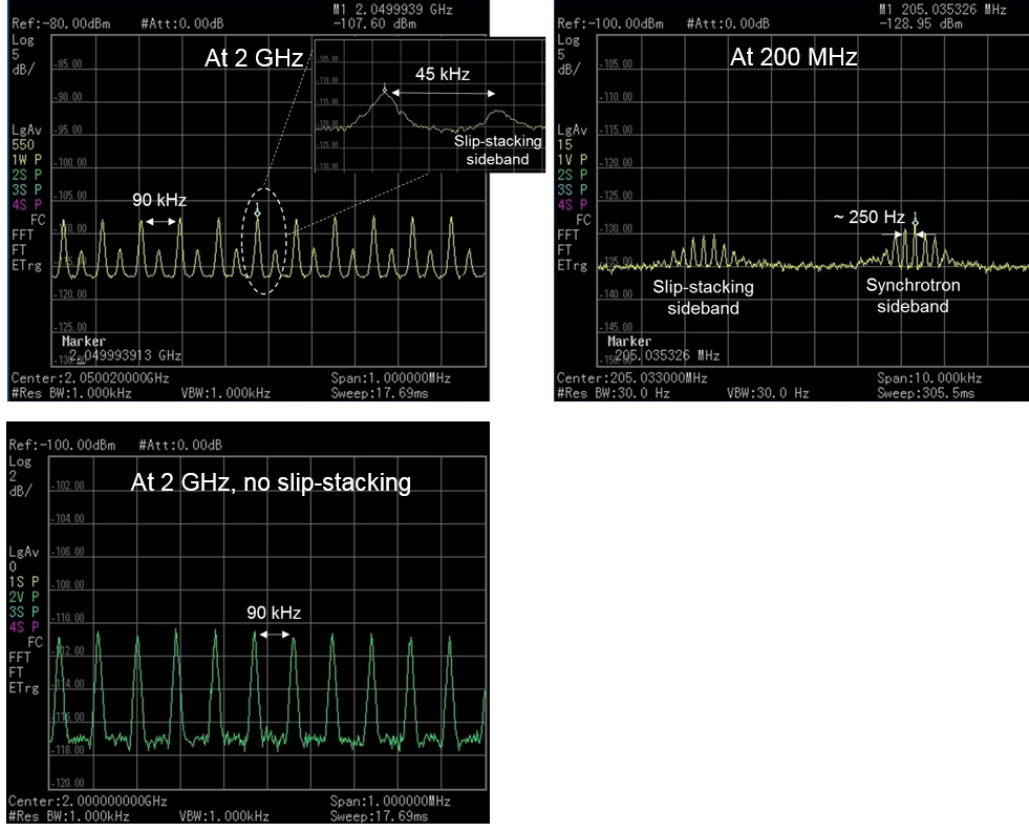 M1 2.0499939 GHz
Ref:-80.00dBm #Att:0.00dB -107.60 dBm
Log
5
dB/
At 2 GHz
-85.00
-90.00
LgAv
-95.00
550
1W P
2S P
-100.00
3S P
4S P
-105.00
FC
FFT
-110.00
FT
ETrg
-120.00
-125.00
90 kHz
45 kHz
Slip-stacking
sideband
Marker
2.049993913 GHz
Center:2.050020000GHz Span:1.000000MHz
#Res BW:1.000kHz VBW:1.000kHz Sweep:17.69ms
M1 205.035326 MHz
Ref:-100.00dBm #Att:0.00dB -128.95 dBm
Log
5
dB/
At 200 MHz
-105.00
-110.00
LgAv
-115.00
15
1V P
2S P
-120.00
3S P
4S P
-125.00
FC
FFT
-130.00
FT
ETrg
-135.00
-145.00
~ 250 Hz
Slip-stacking
sideband
Synchrotron
sideband
Marker
205.035326 MHz
Center:205.033000MHz Span:10.000kHz
#Res BW:30.0 Hz VBW:30.0 Hz Sweep:305.5ms
Ref:-100.00dBm #Att:0.00dB
Log
2
dB/
At 2 GHz, no slip-stacking
-102.00
-104.00
LgAv
-106.00
0
1S P
2V P
-108.00
3S P
4S P
-110.00
FC
FFT
-112.00
FT
ETrg
-114.00
-116.00
-118.00
-120.00
90 kHz
Center:2.000000000GHz Span:1.000000MHz
#Res BW:1.000kHz VBW:1.000kHz Sweep:17.69ms